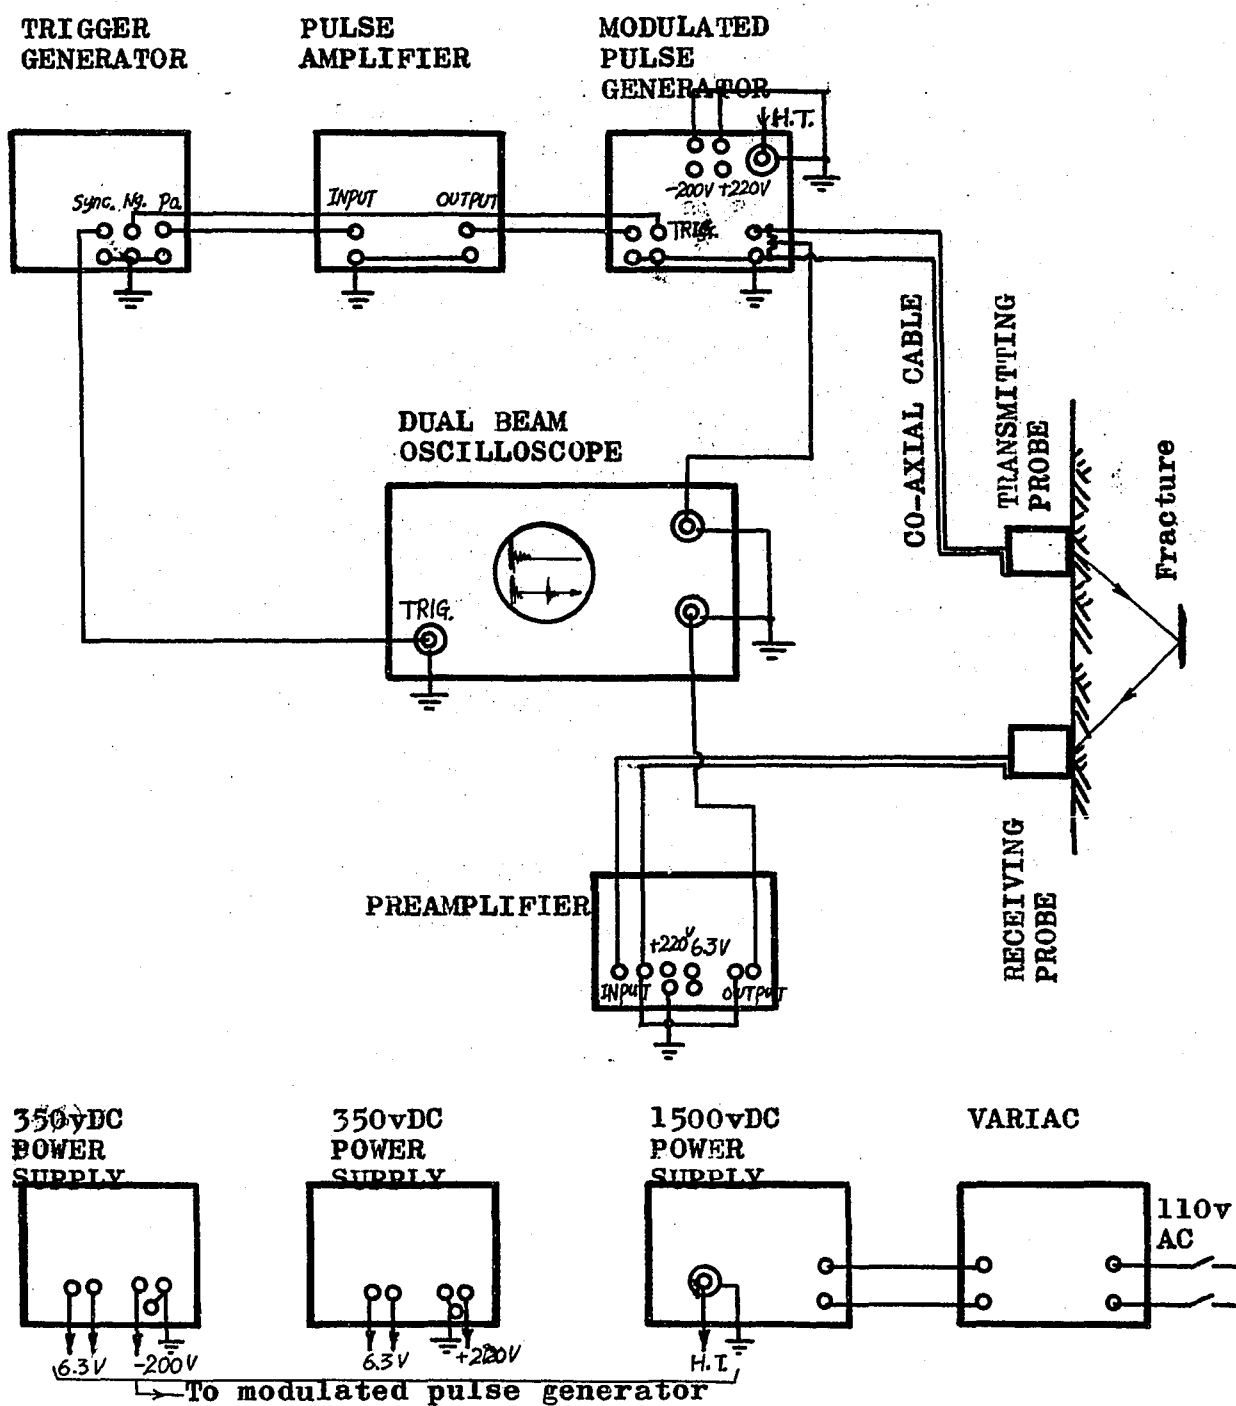 TRIGGER
GENERATOR
PULSE
AMPLIFIER
MODULATED
PULSE
GENERATOR
H.T.
-200V +220V
Sync. Ng. Pa.
INPUT
OUTPUT
TRIG.
CO-AXIAL CABLE
TRANSMITTING
PROBE
Fracture
DUAL BEAM
OSCILLOSCOPE
TRIG.
RECEIVING
PROBE
PREAMPLIFIER
+220V 6.3V
INPUT
OUTPUT
350vDC
POWER
SUPPLY
350vDC
POWER
SUPPLY
1500vDC
POWER
SUPPLY
VARIAC
110v
AC
6.3V
-200V
6.3V
+220V
H.T.
To modulated pulse generator